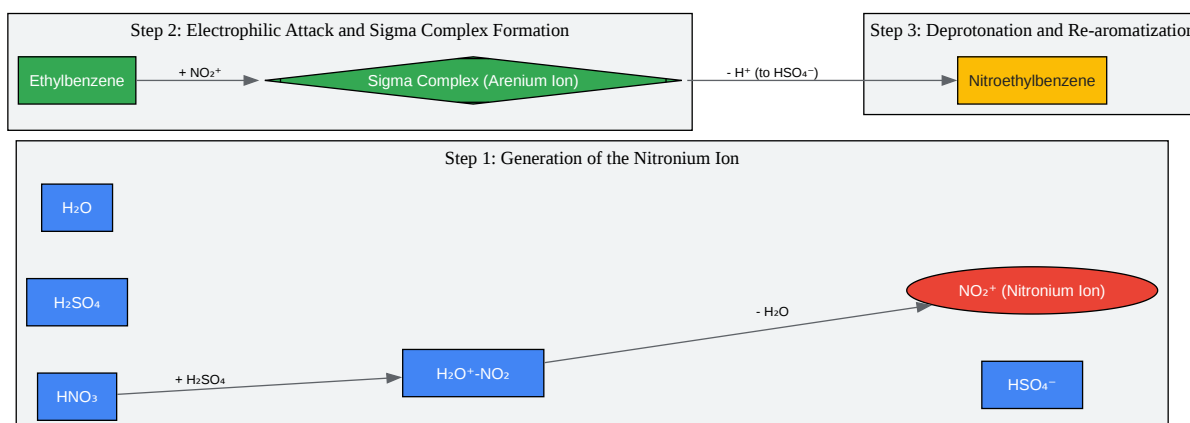 Step 2: Electrophilic Attack and Sigma Complex Formation
Ethylbenzene
+ NO₂⁺
Sigma Complex (Arenium Ion)
- H⁺ (to HSO₄⁻)
Step 3: Deprotonation and Re-aromatization
Nitroethylbenzene
Step 1: Generation of the Nitronium Ion
H₂O
H₂SO₄
HNO₃
+ H₂SO₄
H₂O⁺-NO₂
- H₂O
NO₂⁺ (Nitronium Ion)
HSO₄⁻